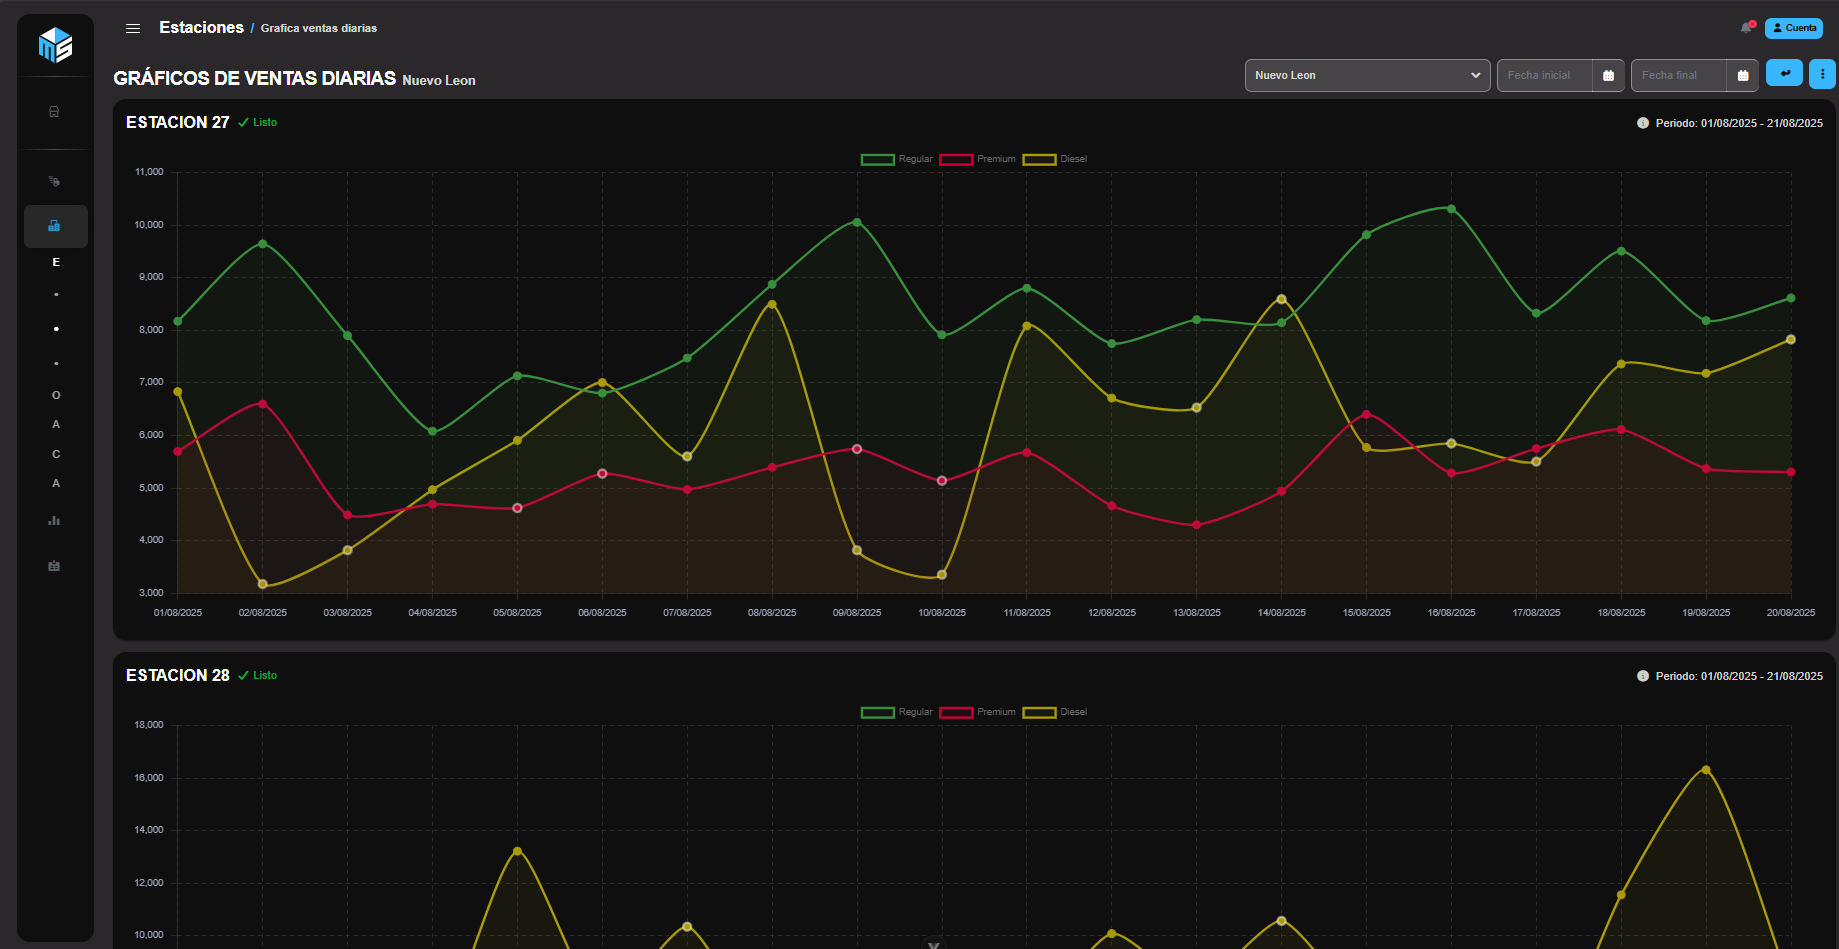 Estaciones / Grafica ventas diarias
Cuenta
GRÁFICOS DE VENTAS DIARIAS Nuevo Leon
Nuevo Leon
Fecha inicial
Fecha final
E
O
A
C
A
ESTACION 27 Listo
Periodo: 01/08/2025 - 21/08/2025
Regular Premium Diesel
11,000
10,000
9,000
8,000
7,000
6,000
5,000
4,000
3,000
01/08/2025 02/08/2025 03/08/2025 04/08/2025 05/08/2025 06/08/2025 07/08/2025 08/08/2025 09/08/2025 10/08/2025 11/08/2025 12/08/2025 13/08/2025 14/08/2025 15/08/2025 16/08/2025 17/08/2025 18/08/2025 19/08/2025 20/08/2025
ESTACION 28 Listo
Periodo: 01/08/2025 - 21/08/2025
Regular Premium Diesel
18,000
16,000
14,000
12,000
10,000